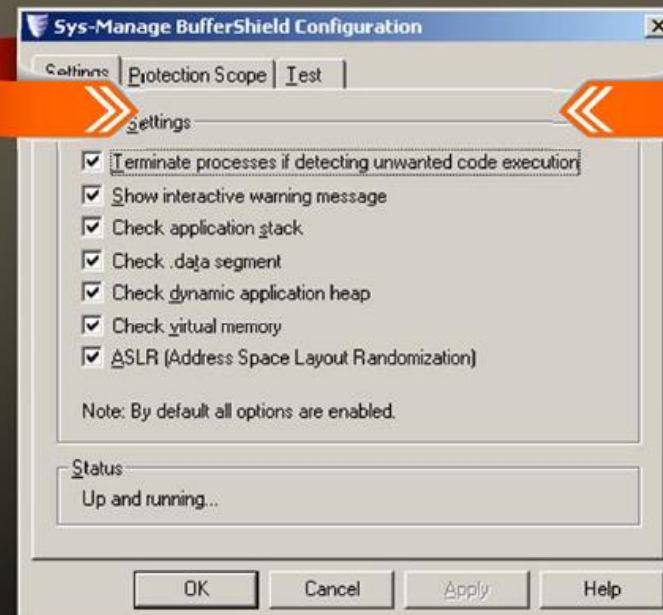 Sys-Manage BufferShield Configuration
Settings
Protection Scope
Test
Settings
Terminate processes if detecting unwanted code execution
Show interactive warning message
Check application stack
Check .data segment
Check dynamic application heap
Check virtual memory
ASLR (Address Space Layout Randomization)
Note: By default all options are enabled.
Status
Up and running...
OK
Cancel
Apply
Help